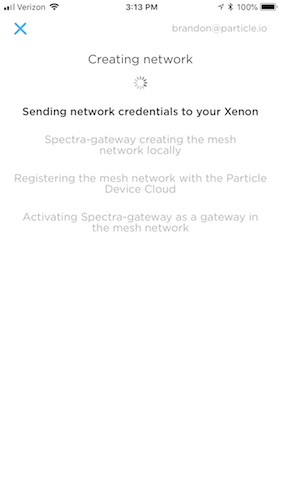 Verizon 3:13 PM 100%
brandon@particle.io
Creating network
Sending network credentials to your Xenon
Spectra-gateway creating the mesh
network locally
Registering the mesh network with the Particle
Device Cloud
Activating Spectra-gateway as a gateway in
the mesh network